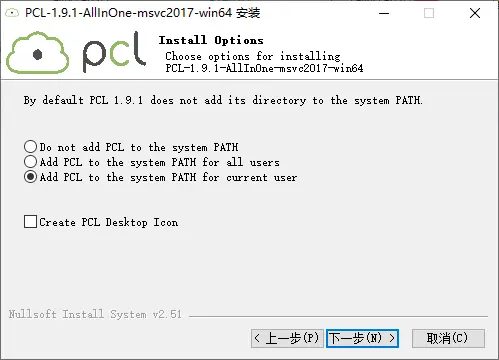 PCL-1.9.1-AllInOne-msvc2017-win64 安装
pcl
Install Options
Choose options for installing
PCL-1.9.1-AllInOne-msvc2017-win64
By default PCL 1.9.1 does not add its directory to the system PATH.
Do not add PCL to the system PATH
Add PCL to the system PATH for all users
Add PCL to the system PATH for current user
Create PCL Desktop Icon
Nullsoft Install System v2.51
< 上一步(P) 下一步(N) > 取消(C)